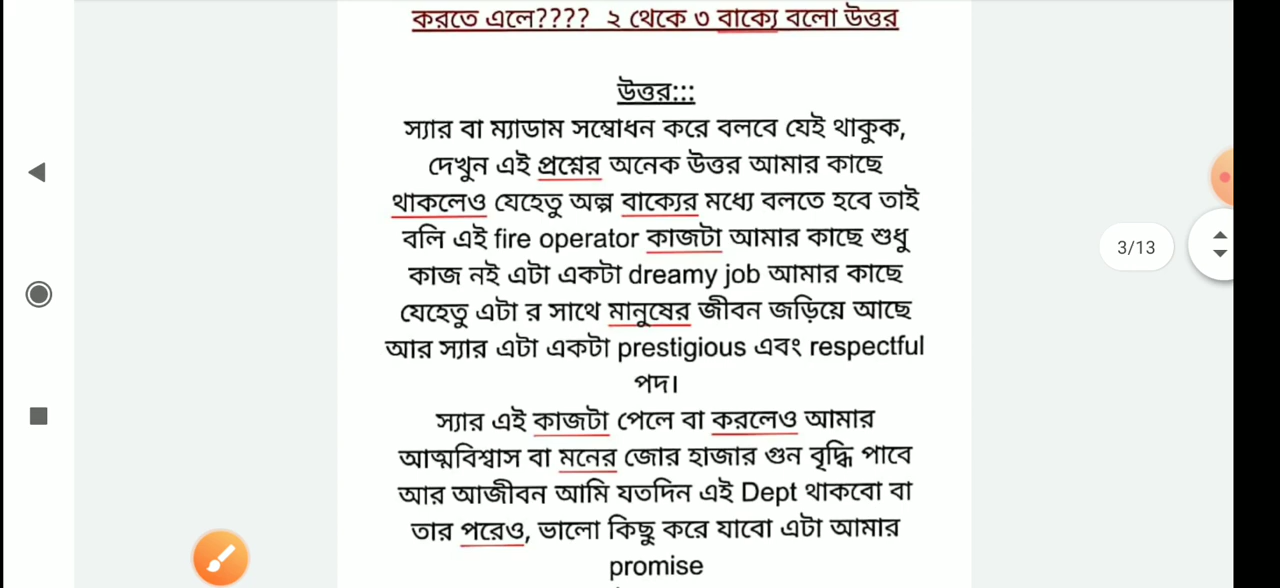 করতে এলে???? ২ থেকে ৩ বাক্যে বলো উত্তর
উত্তর:::
স্যার বা ম্যাডাম সম্বোধন করে বলবে যেই থাকুক,
দেখুন এই প্রশ্নের অনেক উত্তর আমার কাছে
থাকলেও যেহেতু অল্প বাক্যের মধ্যে বলতে হবে তাই
বলি এই fire operator কাজটা আমার কাছে শুধু
কাজ নই এটা একটা dreamy job আমার কাছে
যেহেতু এটা র সাথে মানুষের জীবন জড়িয়ে আছে
আর স্যার এটা একটা prestigious এবং respectful
পদ।
স্যার এই কাজটা পেলে বা করলেও আমার
আত্মবিশ্বাস বা মনের জোর হাজার গুন বৃদ্ধি পাবে
আর আজীবন আমি যতদিন এই Dept থাকবো বা
তার পরেও, ভালো কিছু করে যাবো এটা আমার
promise
3/13